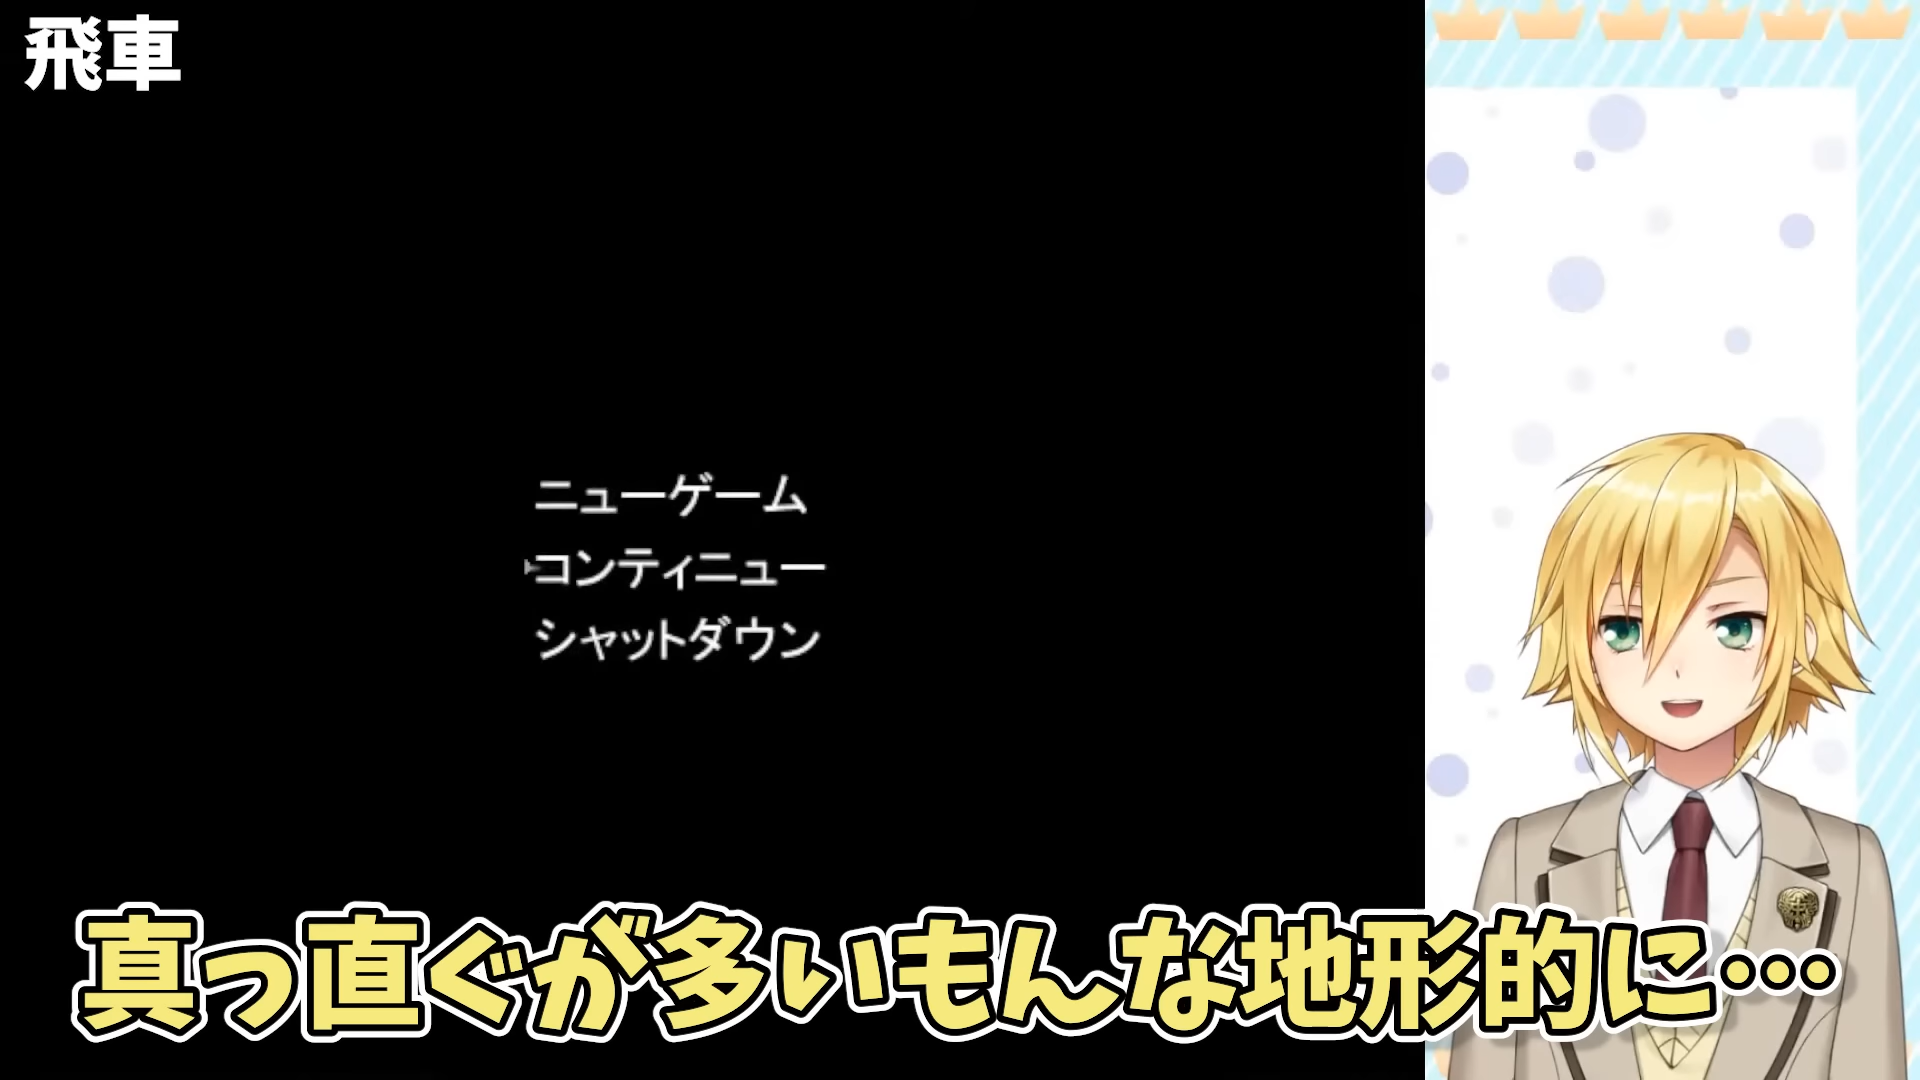 飛車
ニューゲーム
コンティニュー
シャットダウン
真っ直ぐが多いもんな地形的に…